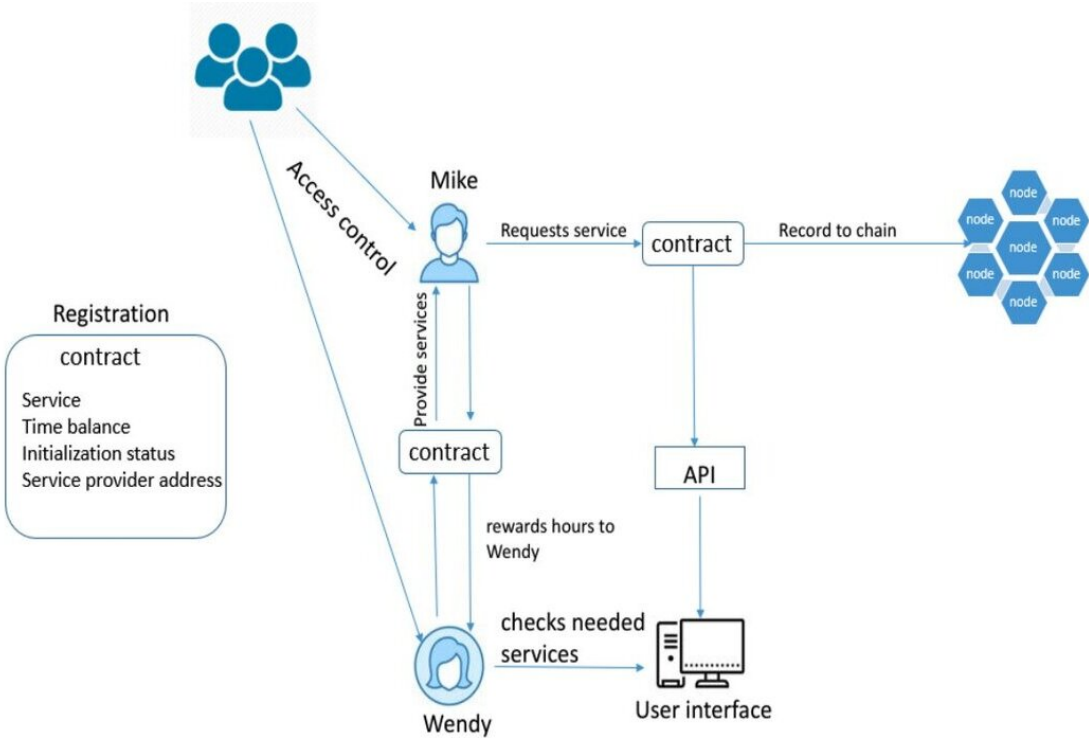 Access control
Mike
Requests service
contract
Record to chain
node
node
node
node
node
node
node
Registration
contract
Service
Time balance
Initialization status
Service provider address
Provide services
contract
API
rewards hours to
Wendy
checks needed
services
Wendy
User interface